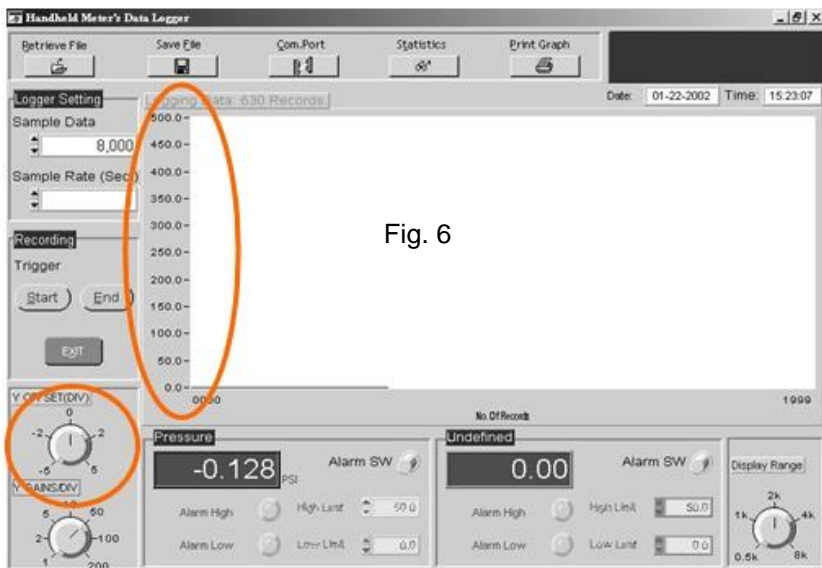 Handheld Meter's Data Logger
Retrieve File Save File Com.Port Statistics Print Graph
Logger Setting
Logging Data: 630 Records
Date: 01-22-2002 Time: 15:23:07
Sample Data
8,000
Sample Rate (Sec)
500.0
450.0
400.0
350.0
300.0
250.0
200.0
150.0
100.0
50.0
0.0
Fig. 6
Recording
Trigger
Start End
EXIT
0000 1999
No. Of Records
Y OFFSET(DIV)
0
-2 2
-5 5
Y GAINS/DIV
5 10 50
2 100
1 200
Pressure
-0.128 PSI
Alarm SW
Alarm High High Limit 50.0
Alarm Low Low Limit 0.0
Undefined
0.00
Alarm SW
Alarm High High Limit 50.0
Alarm Low Low Limit 0.0
Display Range
2k
1k 4k
0.5k 8k